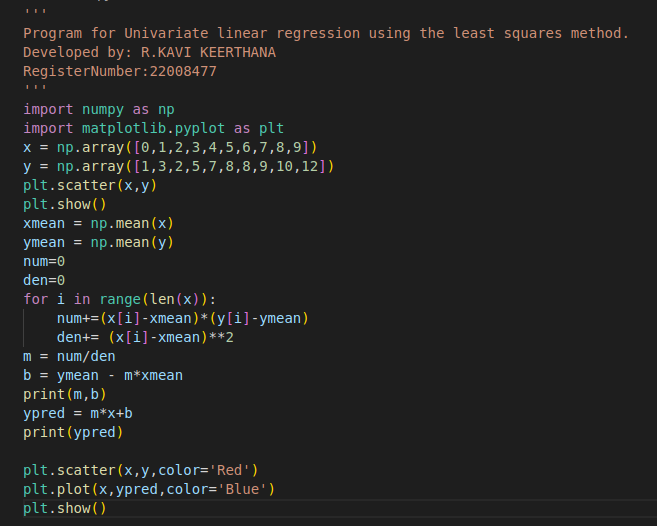 '''
Program for Univariate linear regression using the least squares method.
Developed by: R.KAVI KEERTHANA
RegisterNumber:22008477
'''
import numpy as np
import matplotlib.pyplot as plt
x = np.array([0,1,2,3,4,5,6,7,8,9])
y = np.array([1,3,2,5,7,8,8,9,10,12])
plt.scatter(x,y)
plt.show()
xmean = np.mean(x)
ymean = np.mean(y)
num=0
den=0
for i in range(len(x)):
    num+=(x[i]-xmean)*(y[i]-ymean)
    den+= (x[i]-xmean)**2
m = num/den
b = ymean - m*xmean
print(m,b)
ypred = m*x+b
print(ypred)

plt.scatter(x,y,color='Red')
plt.plot(x,ypred,color='Blue')
plt.show()